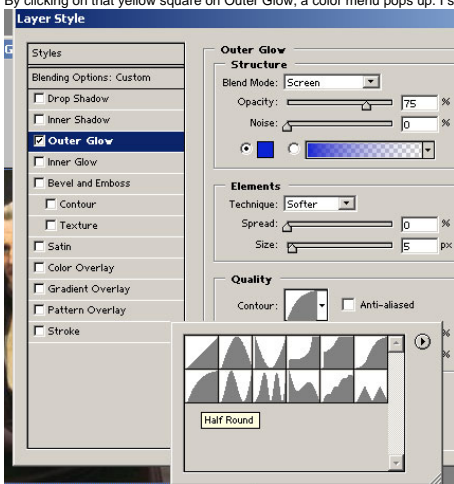 By clicking on that yellow square on Outer Glow, a color menu pops up. I s
Layer Style
Styles
Blending Options: Custom
Drop Shadow
Inner Shadow
Outer Glow
Inner Glow
Bevel and Emboss
Contour
Texture
Satin
Color Overlay
Gradient Overlay
Pattern Overlay
Stroke
Outer Glow
Structure
Blend Mode: Screen
Opacity: 75 %
Noise: 0 %
Elements
Technique: Softer
Spread: 0 %
Size: 5 px
Quality
Contour: Anti-aliased
%
%
Half Round